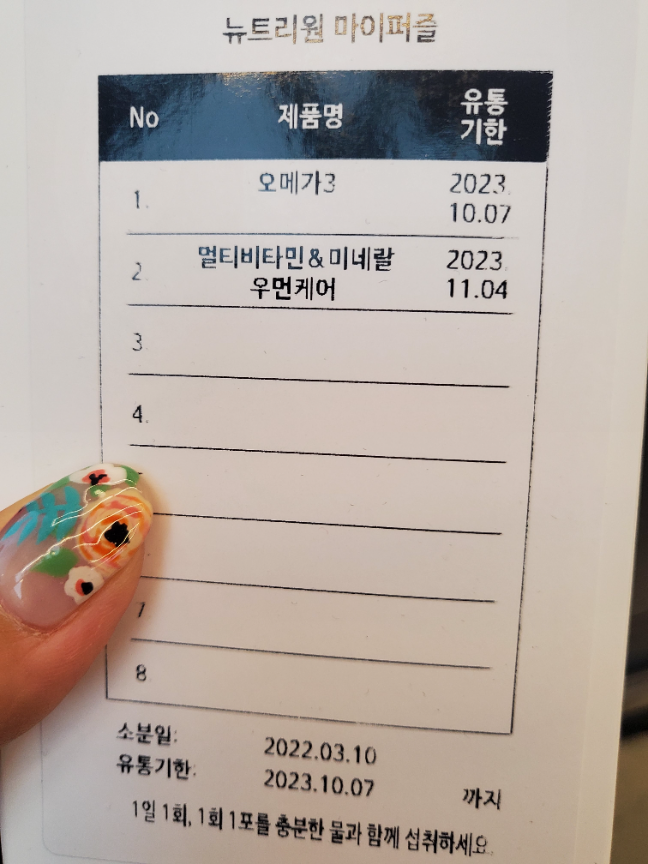 뉴트리원 마이퍼즐
No 제품명 유통
기한
1. 오메가3 2023.
10.07
2. 멀티비타민&미네랄 2023.
우먼케어 11.04
3.
4.
7
8
소분일: 2022.03.10
유통기한: 2023.10.07 까지
1일 1회, 1회 1포를 충분한 물과 함께 섭취하세요.